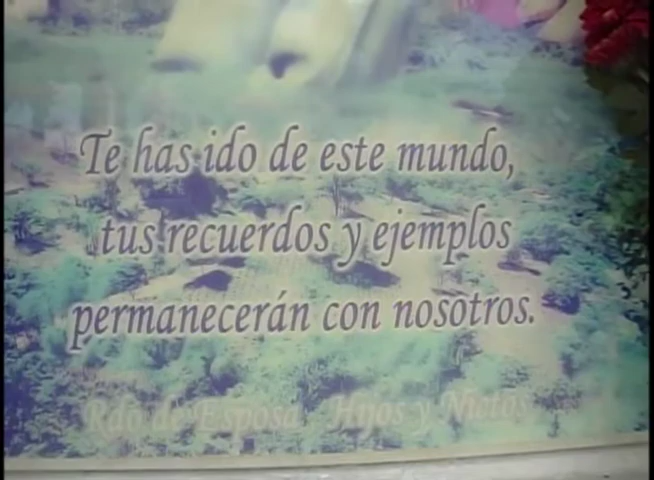 Te has ido de este mundo,
tus recuerdos y ejemplos
permanecerán con nosotros.
Rdo de Esposa Hijos y Nietos